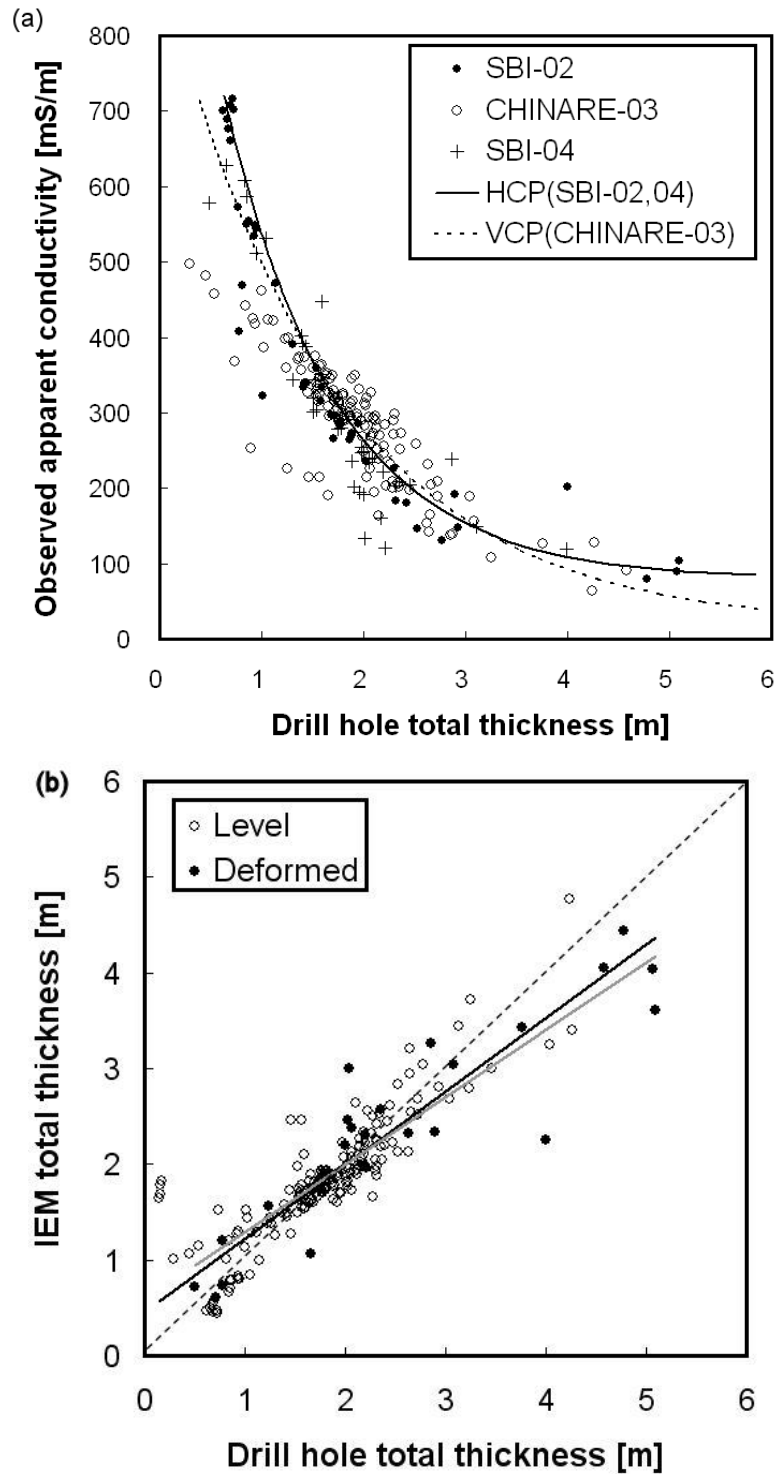 (a)
800
700
600
500
400
300
200
100
0
Observed apparent conductivity [mS/m]
SBI-02
CHINARE-03
SBI-04
HCP(SBI-02,04)
VCP(CHINARE-03)
0 1 2 3 4 5 6
Drill hole total thickness [m]
(b)
6
5
4
3
2
1
0
IEM total thickness [m]
Level
Deformed
0 1 2 3 4 5 6
Drill hole total thickness [m]